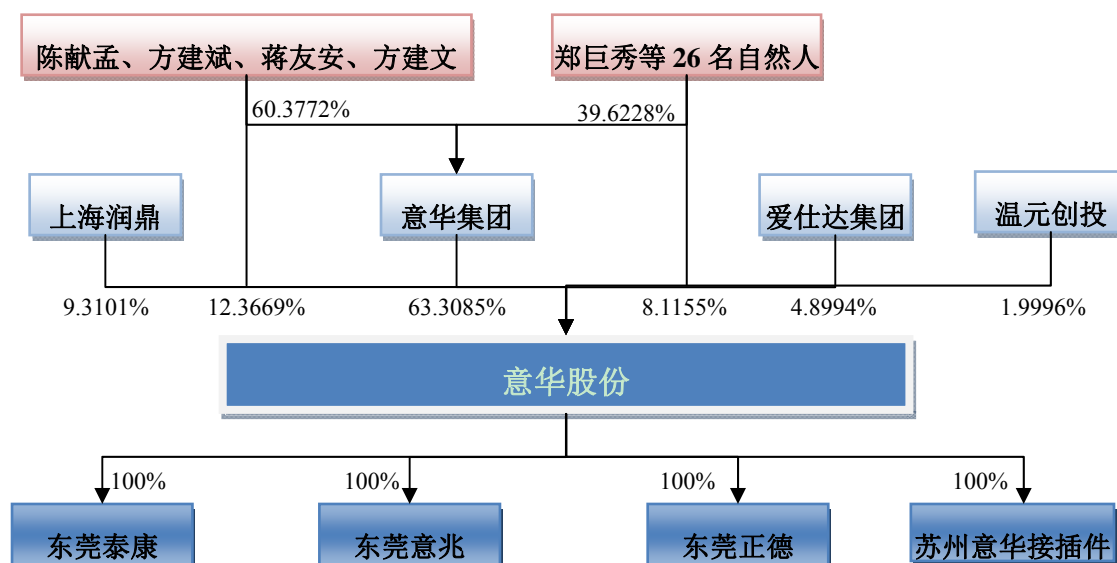 陈献孟、方建斌、蒋友安、方建文
郑巨秀等 26 名自然人
60.3772%
39.6228%
上海润鼎
意华集团
爱仕达集团
温元创投
9.3101%
12.3669%
63.3085%
8.1155%
4.8994%
1.9996%
意华股份
100%
100%
100%
100%
东莞泰康
东莞意兆
东莞正德
苏州意华接插件